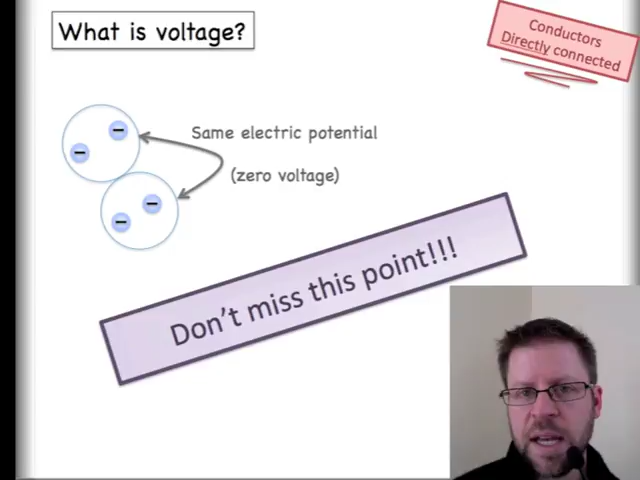 What is voltage?
Conductors
Directly connected
Same electric potential
(zero voltage)
Don't miss this point!!!